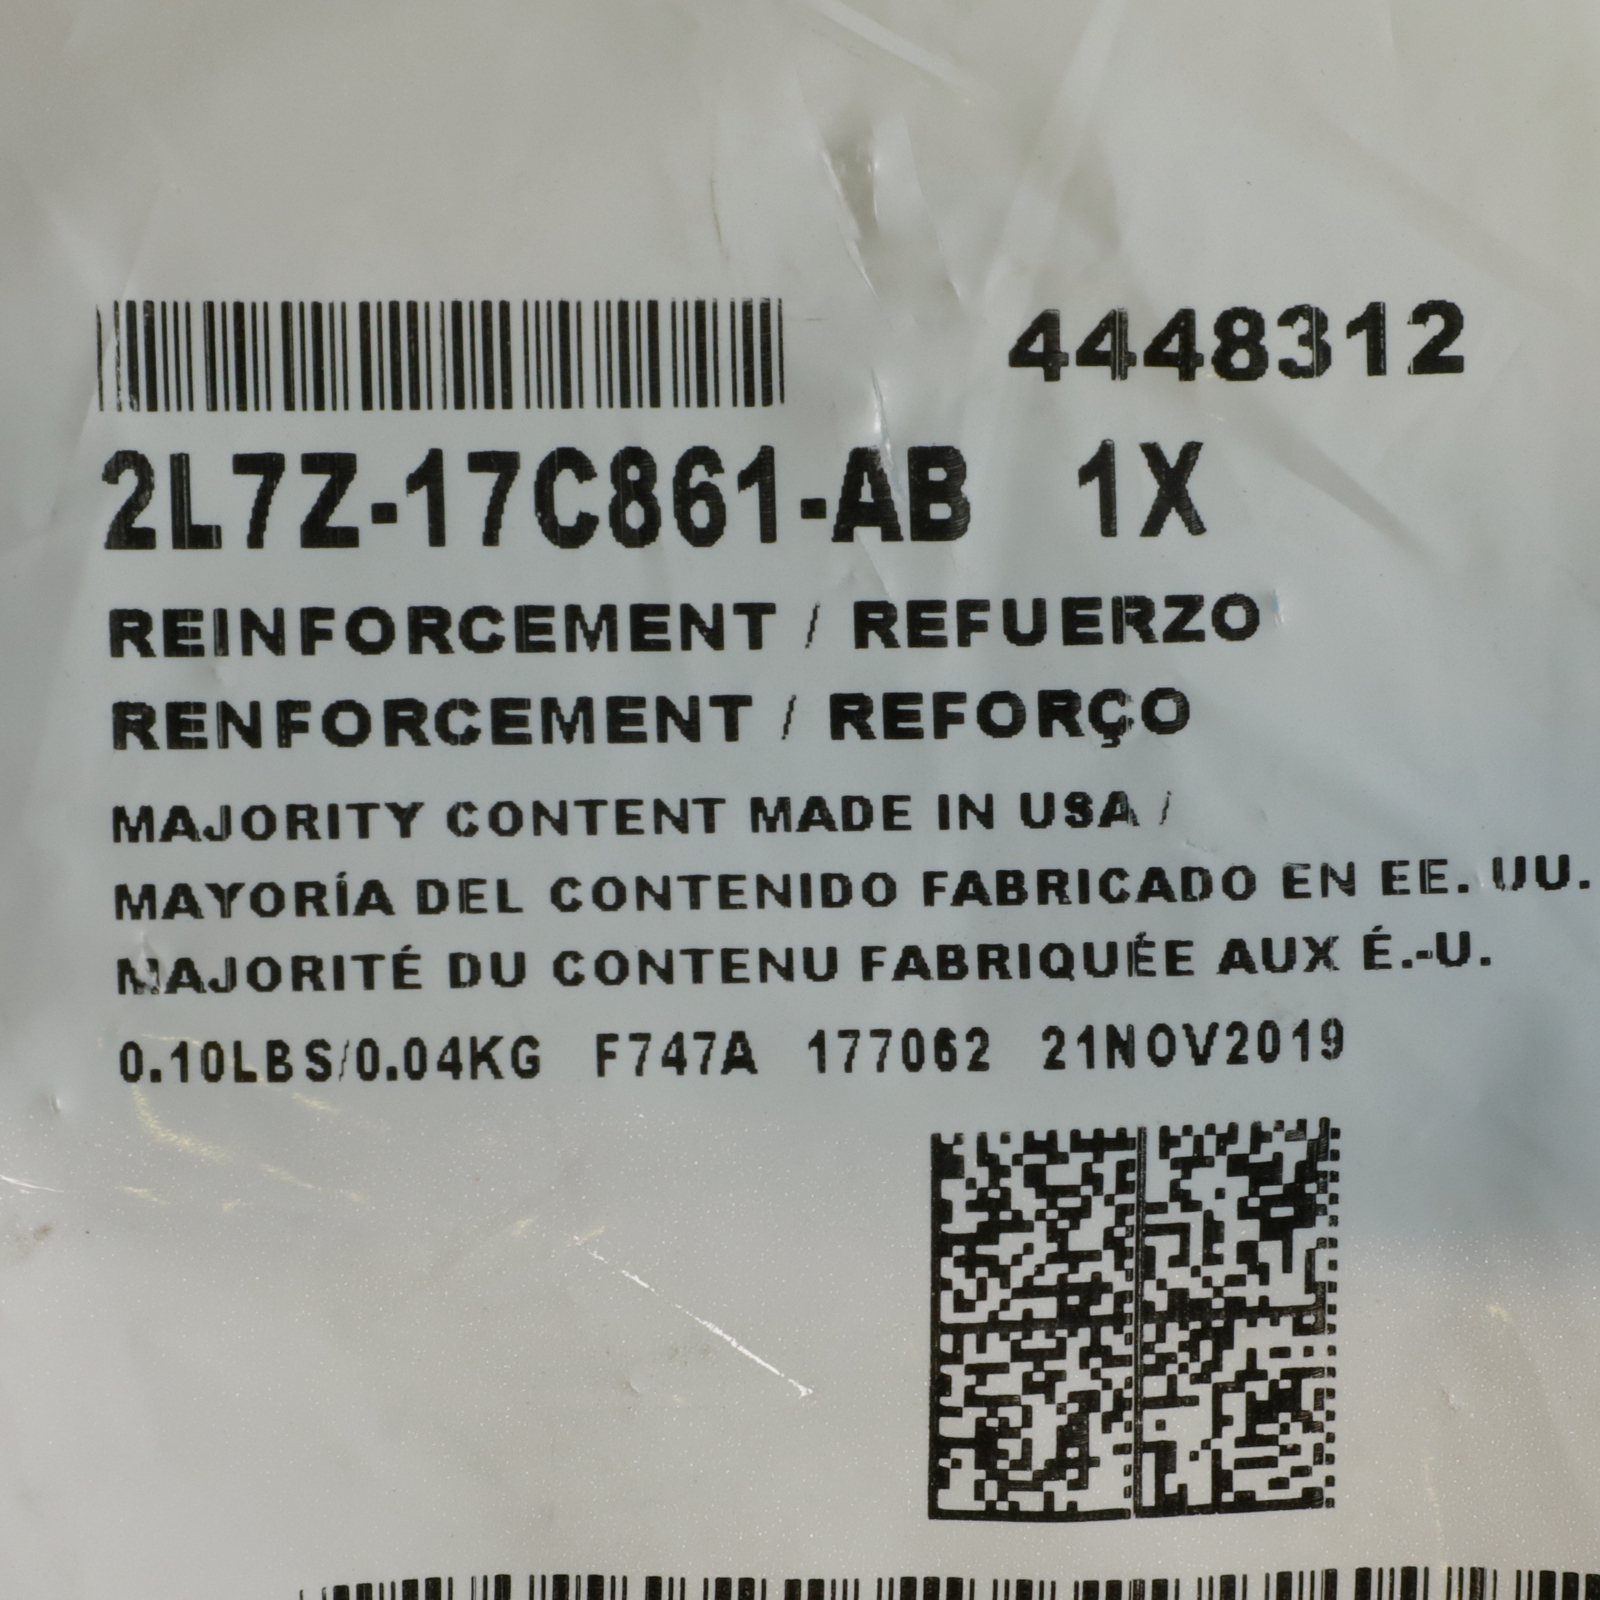 4448312
2L7Z-17C861-AB 1X
REINFORCEMENT / REFUERZO
RENFORCEMENT / REFORÇO
MAJORITY CONTENT MADE IN USA /
MAYORÍA DEL CONTENIDO FABRICADO EN EE. UU.
MAJORITÉ DU CONTENU FABRIQUÉE AUX É.-U.
0.10LBS/0.04KG F747A 177062 21NOV2019